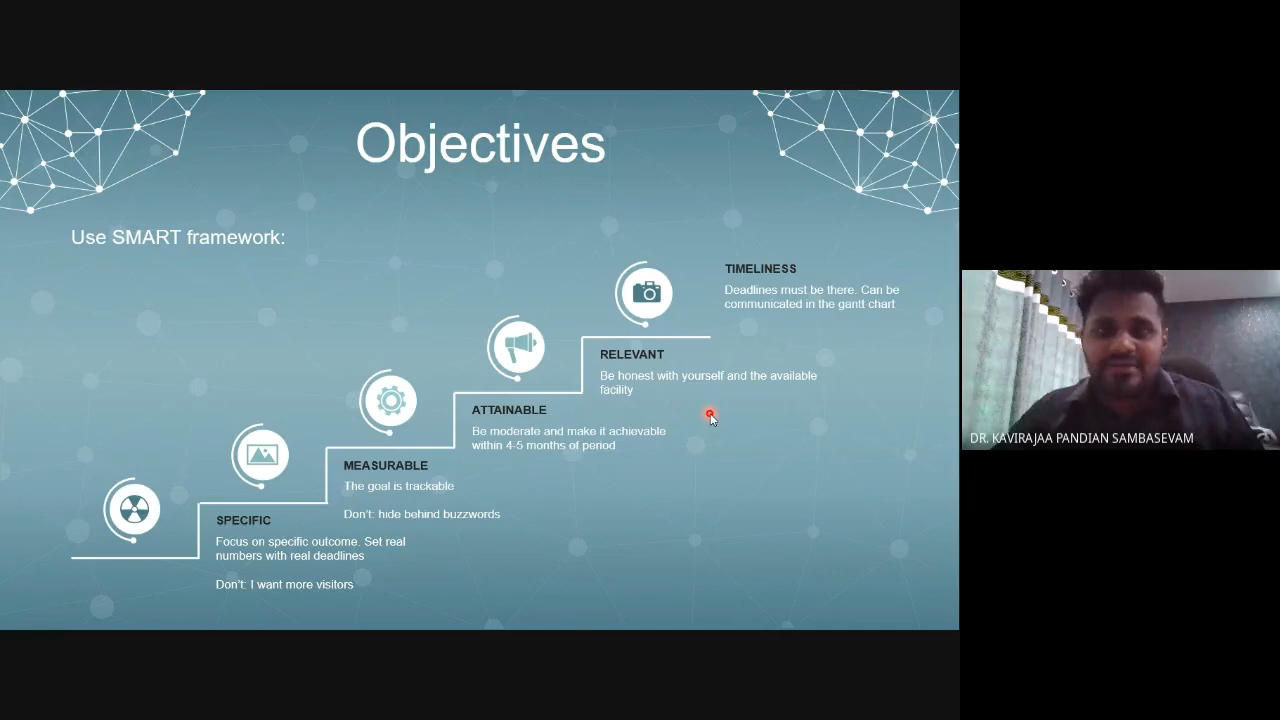 Objectives
Use SMART framework:
TIMELINESS
Deadlines must be there. Can be
communicated in the gantt chart
RELEVANT
Be honest with yourself and the available
facility
ATTAINABLE
Be moderate and make it achievable
within 4-5 months of period
MEASURABLE
The goal is trackable
Don't: hide behind buzzwords
SPECIFIC
Focus on specific outcome. Set real
numbers with real deadlines
Don't: I want more visitors
DR. KAVIRAJAA PANDIAN SAMBASEVAM